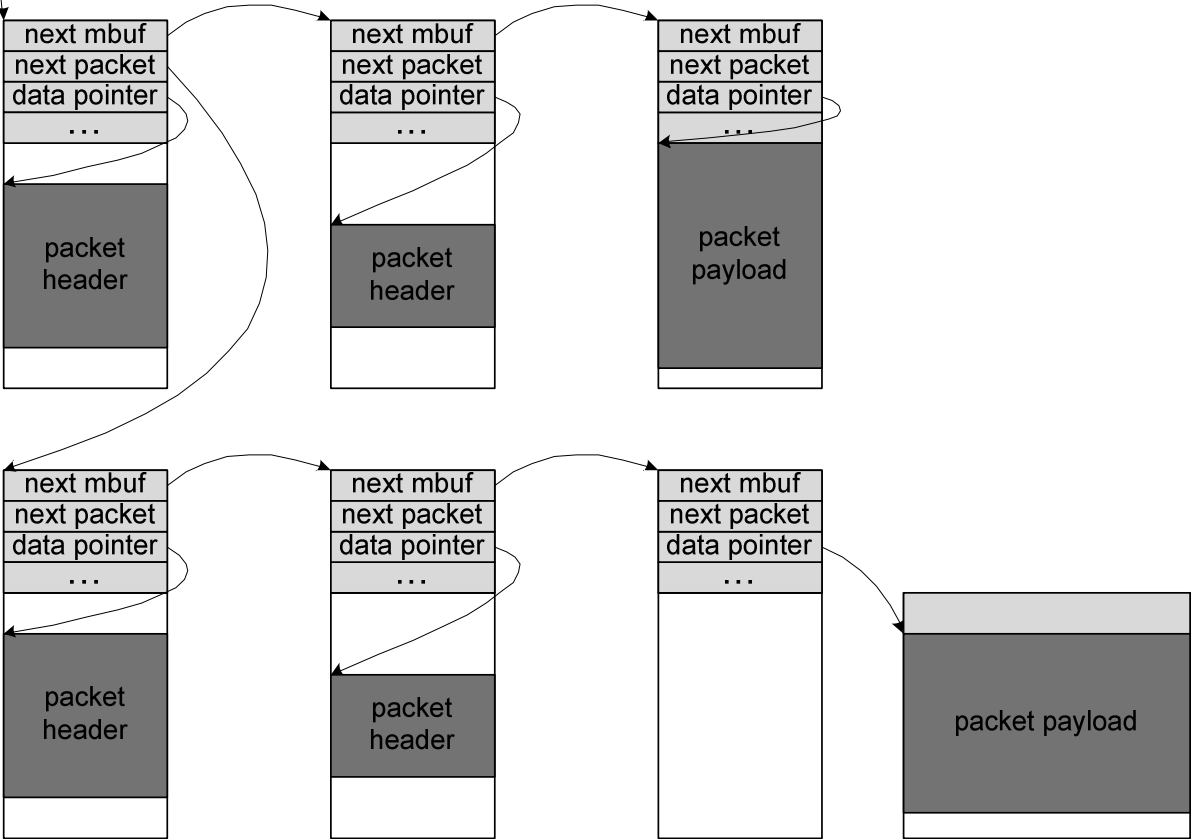 next mbuf
next packet
data pointer
...
packet
header
next mbuf
next packet
data pointer
...
packet
header
next mbuf
next packet
data pointer
...
packet
payload
next mbuf
next packet
data pointer
...
packet
header
next mbuf
next packet
data pointer
...
packet
header
next mbuf
next packet
data pointer
...
packet payload